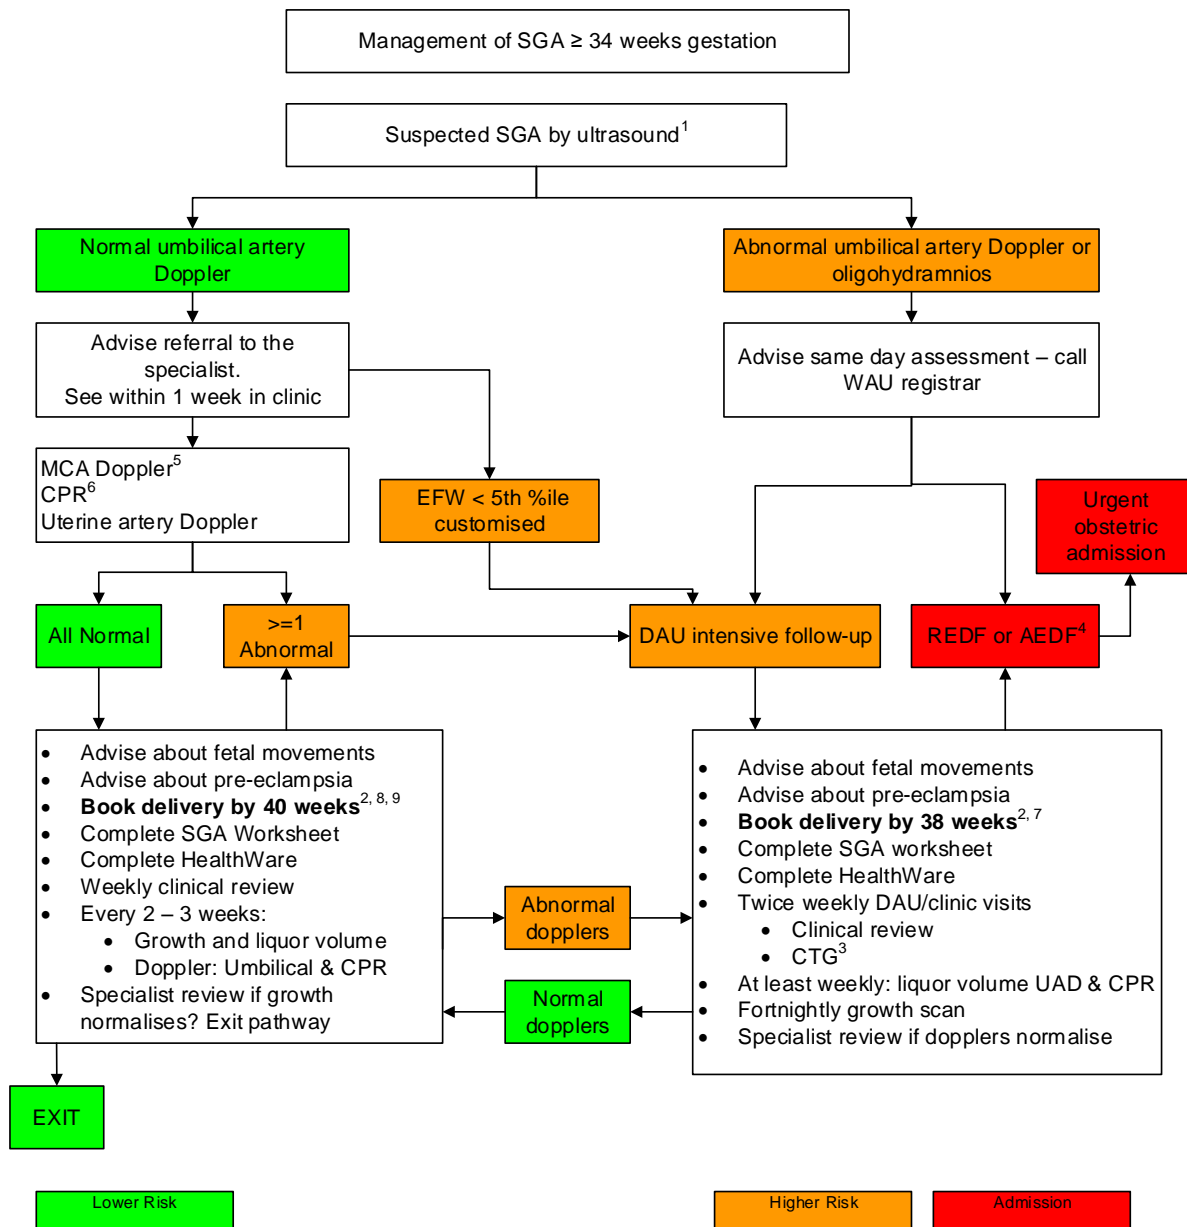 Management of SGA ≥ 34 weeks gestation
Suspected SGA by ultrasound1
Normal umbilical artery
Doppler
Abnormal umbilical artery Doppler or
oligohydramnios
Advise referral to the
specialist.
See within 1 week in clinic
Advise same day assessment – call
WAU registrar
MCA Doppler5
CPR6
Uterine artery Doppler
EFW < 5th %ile
customised
Urgent
obstetric
admission
All Normal
>=1
Abnormal
DAU intensive follow-up
REDF or AEDF4
• Advise about fetal movements
• Advise about pre-eclampsia
• Book delivery by 40 weeks2, 8, 9
• Complete SGA Worksheet
• Complete HealthWare
• Weekly clinical review
• Every 2 – 3 weeks:
• Growth and liquor volume
• Doppler: Umbilical & CPR
• Specialist review if growth
normalises? Exit pathway
Abnormal
dopplers
Normal
dopplers
• Advise about fetal movements
• Advise about pre-eclampsia
• Book delivery by 38 weeks2, 7
• Complete SGA worksheet
• Complete HealthWare
• Twice weekly DAU/clinic visits
• Clinical review
• CTG3
• At least weekly: liquor volume UAD & CPR
• Fortnightly growth scan
• Specialist review if dopplers normalise
EXIT
Lower Risk
Higher Risk
Admission